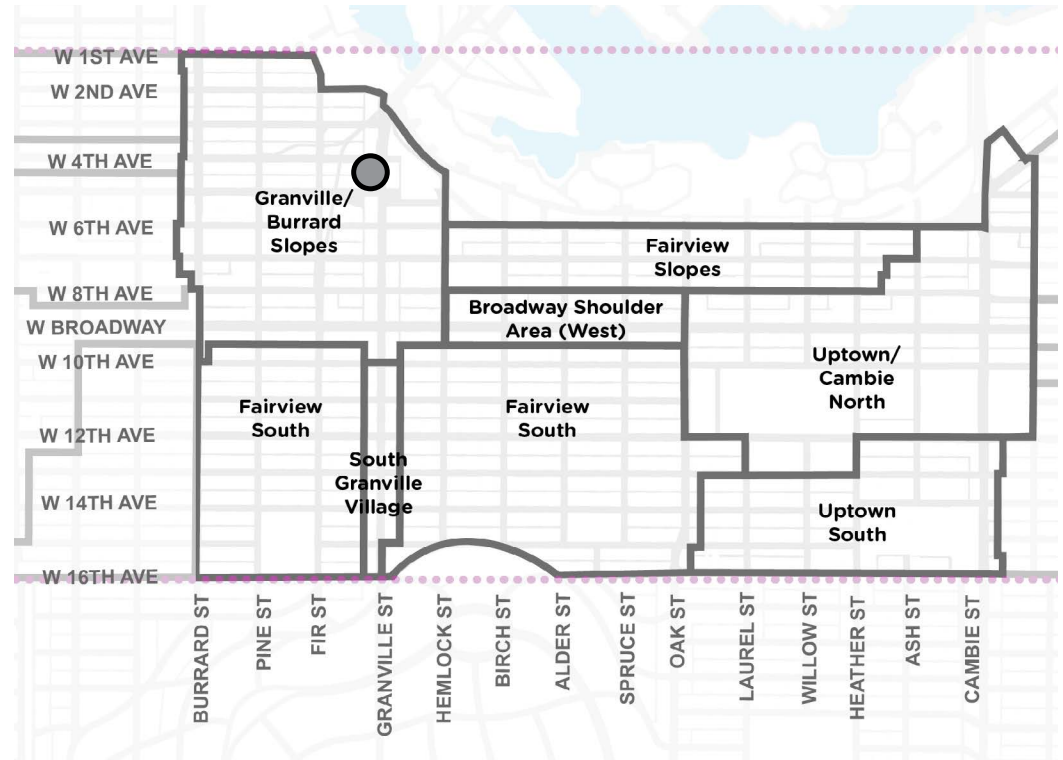 W 1ST AVE
W 2ND AVE
W 4TH AVE
W 6TH AVE
W 8TH AVE
W BROADWAY
W 10TH AVE
W 12TH AVE
W 14TH AVE
W 16TH AVE
Granville/
Burrard
Slopes
Fairview
Slopes
Broadway Shoulder
Area (West)
Uptown/
Cambie
North
Fairview
South
South
Granville
Village
Fairview
South
Uptown
South
BURRARD ST
PINE ST
FIR ST
GRANVILLE ST
HEMLOCK ST
BIRCH ST
ALDER ST
SPRUCE ST
OAK ST
LAUREL ST
WILLOW ST
HEATHER ST
ASH ST
CAMBIE ST